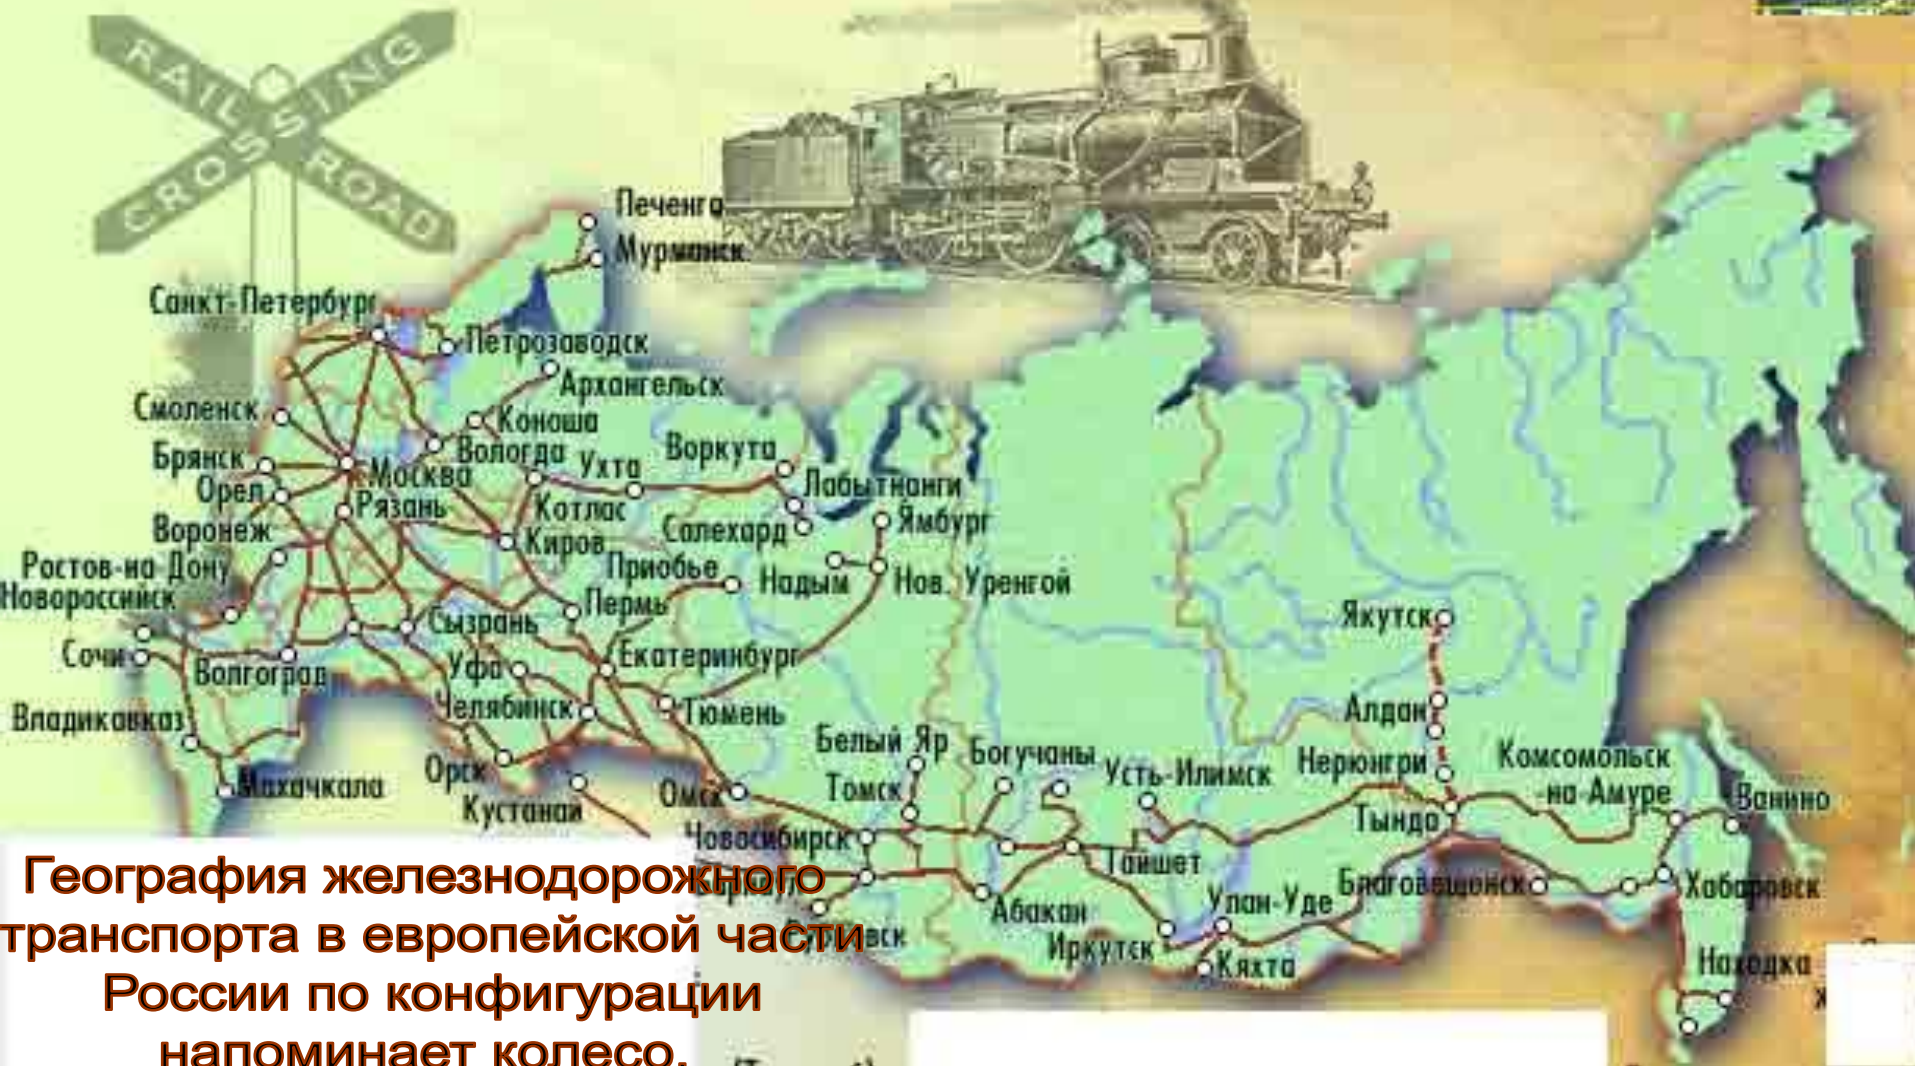 RAIL ROAD
CROSSING
Печенга
Мурманск
Санкт-Петербург
Петрозаводск
Архангельск
Смоленск
Коноша
Вологда
Брянск
Москва
Ухта
Воркута
Орел
Рязань
Котлас
Лабытнанги
Воронеж
Киров
Салехард
Ямбург
Ростов-на Дону
Приобье
Надым
Нов. Уренгой
Новороссийск
Пермь
Якутск
Сызрань
Сочи
Волгоград
Уфа
Екатеринбург
Владикавказ
Челябинск
Тюмень
Алдан
Белый Яр
Богучаны
Усть-Илимск
Нерюнгри
Комсомольск
-на-Амуре
Махачкала
Орск
Кустанай
Омск
Томск
Ванино
Тында
Новосибирск
Тайшет
Благовещенск
Хабаровск
Абакан
Улан-Удэ
Иркутск
Кяхта
Находка
География железнодорожного
транспорта в европейской части
России по конфигурации
напоминает колесо.